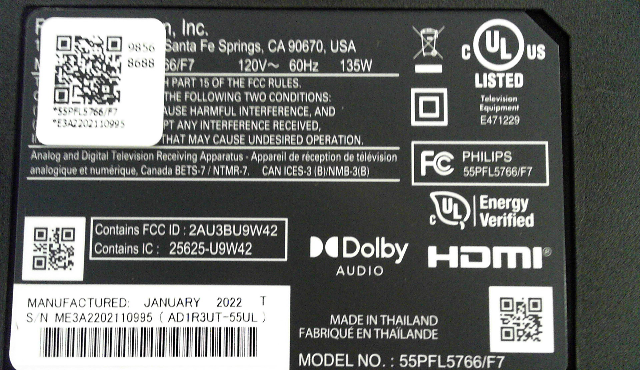 Inc.
Santa Fe Springs, CA 90670, USA
66/F7 120V~ 60Hz 135W
PART 15 OF THE FCC RULES.
THE FOLLOWING TWO CONDITIONS:
AUSE HARMFUL INTERFERENCE, AND
PT ANY INTERFERENCE RECEIVED,
THAT MAY CAUSE UNDESIRED OPERATION.
Analog and Digital Television Receiving Apparatus - Appareil de réception de télévision
analogique et numérique, Canada BETS-7 / NTMR-7. CAN ICES-3 (B)/NMB-3(B)
9856
8688
*55PFL5766/F7
*E3A2202110995
C UL US
LISTED
Television
Equipment
E471229
FC PHILIPS
55PFL5766/F7
C UL Energy
Verified
Contains FCC ID : 2AU3BU9W42
Contains IC : 25625-U9W42
Dolby
AUDIO
HDMI®
MANUFACTURED: JANUARY 2022 T
S/N ME3A2202110995 ( AD1R3UT-55UL )
MADE IN THAILAND
FABRIQUÉ EN THAÏLANDE
MODEL NO. : 55PFL5766/F7